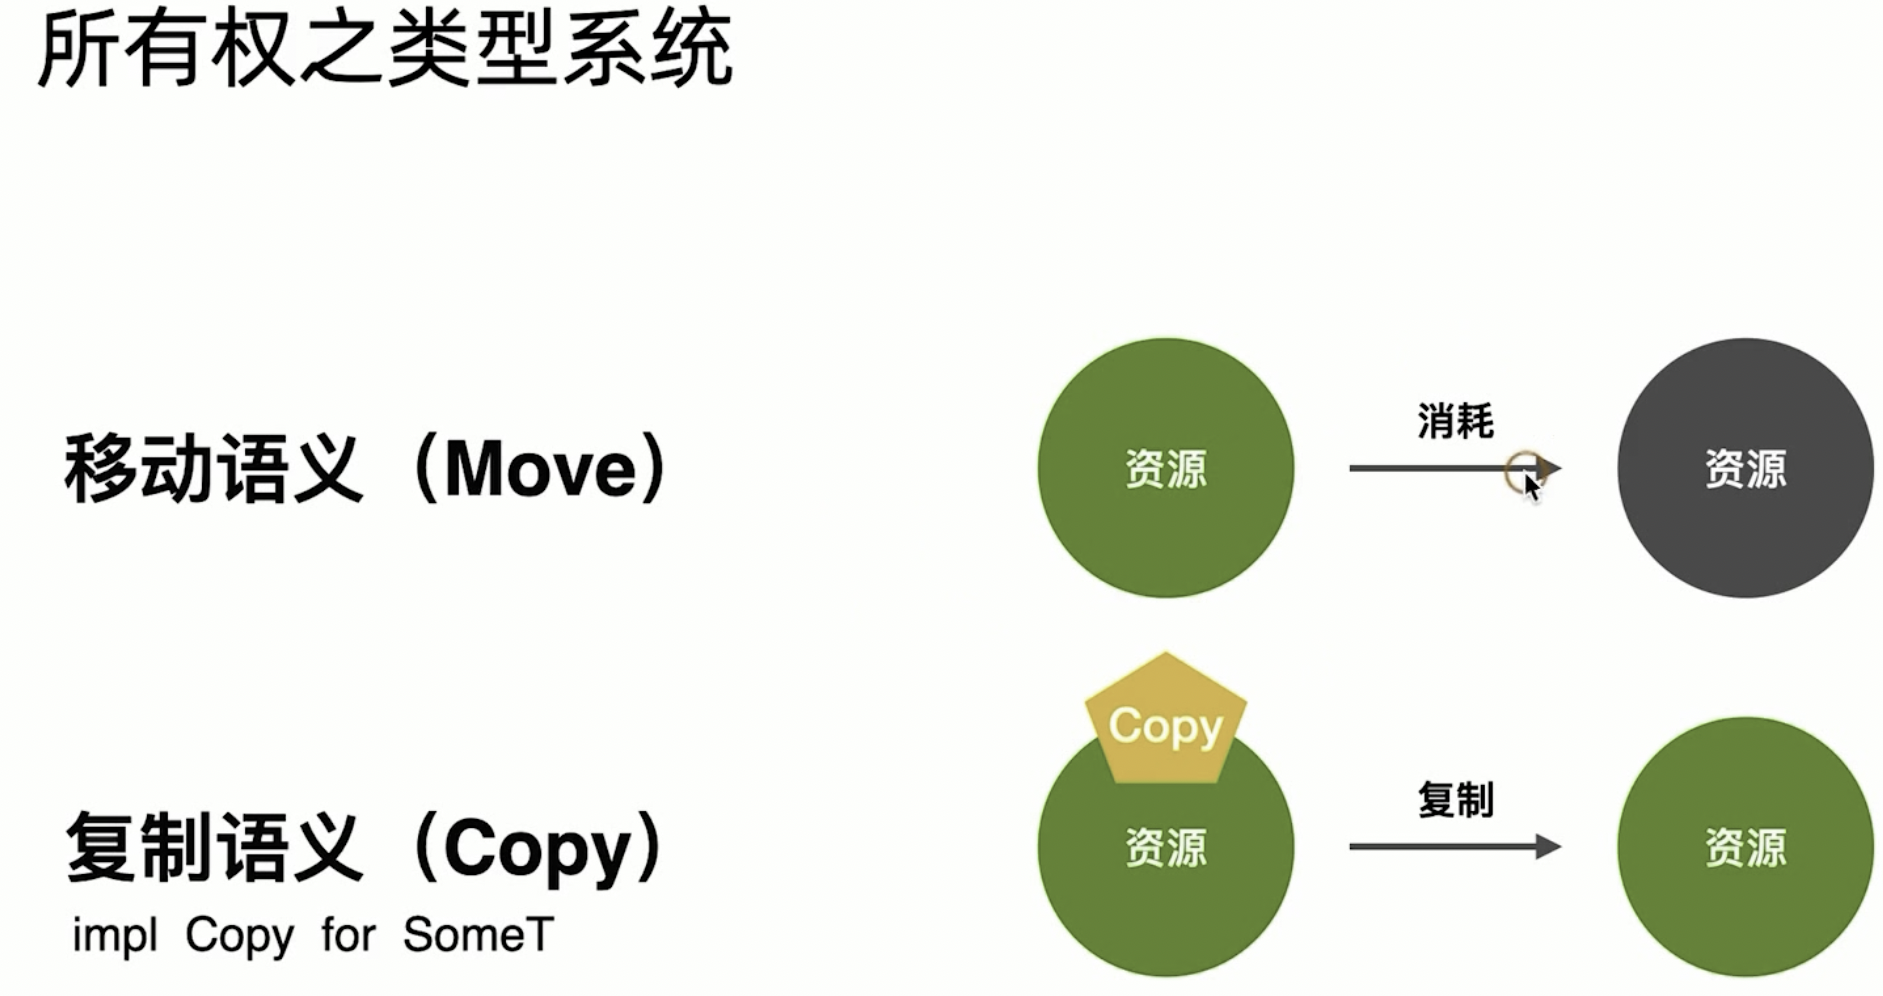 所有权之类型系统
移动语义（Move）
资源
消耗
资源
Copy
复制语义（Copy）
资源
复制
资源
impl Copy for SomeT